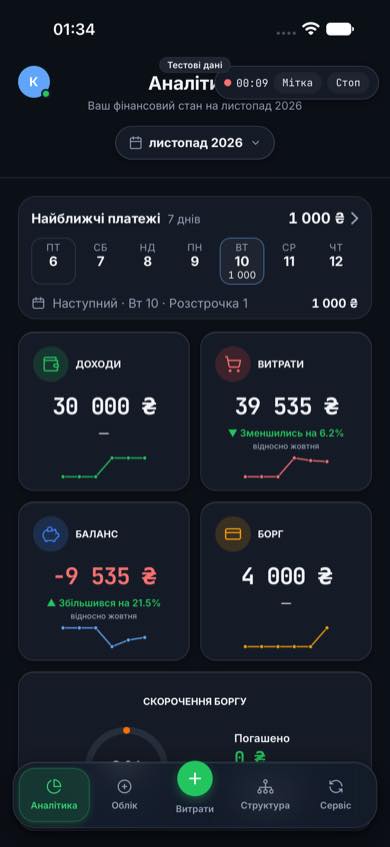 01:34
Тестові дані
К
Аналіти
00:09 Мітка Стоп
Ваш фінансовий стан на листопад 2026
листопад 2026
Найближчі платежі 7 днів 1 000 ₴
ПТ СБ НД ПН ВТ СР ЧТ
6 7 8 9 10 11 12
1 000
Наступний · Вт 10 · Розстрочка 1 1 000 ₴
ДОХОДИ
30 000 ₴
—
ВИТРАТИ
39 535 ₴
▼ Зменшились на 6.2%
відносно жовтня
БАЛАНС
-9 535 ₴
▲ Збільшився на 21.5%
відносно жовтня
БОРГ
4 000 ₴
—
СКОРОЧЕННЯ БОРГУ
Погашено
0 ₴
Аналітика Облік Витрати Структура Сервіс